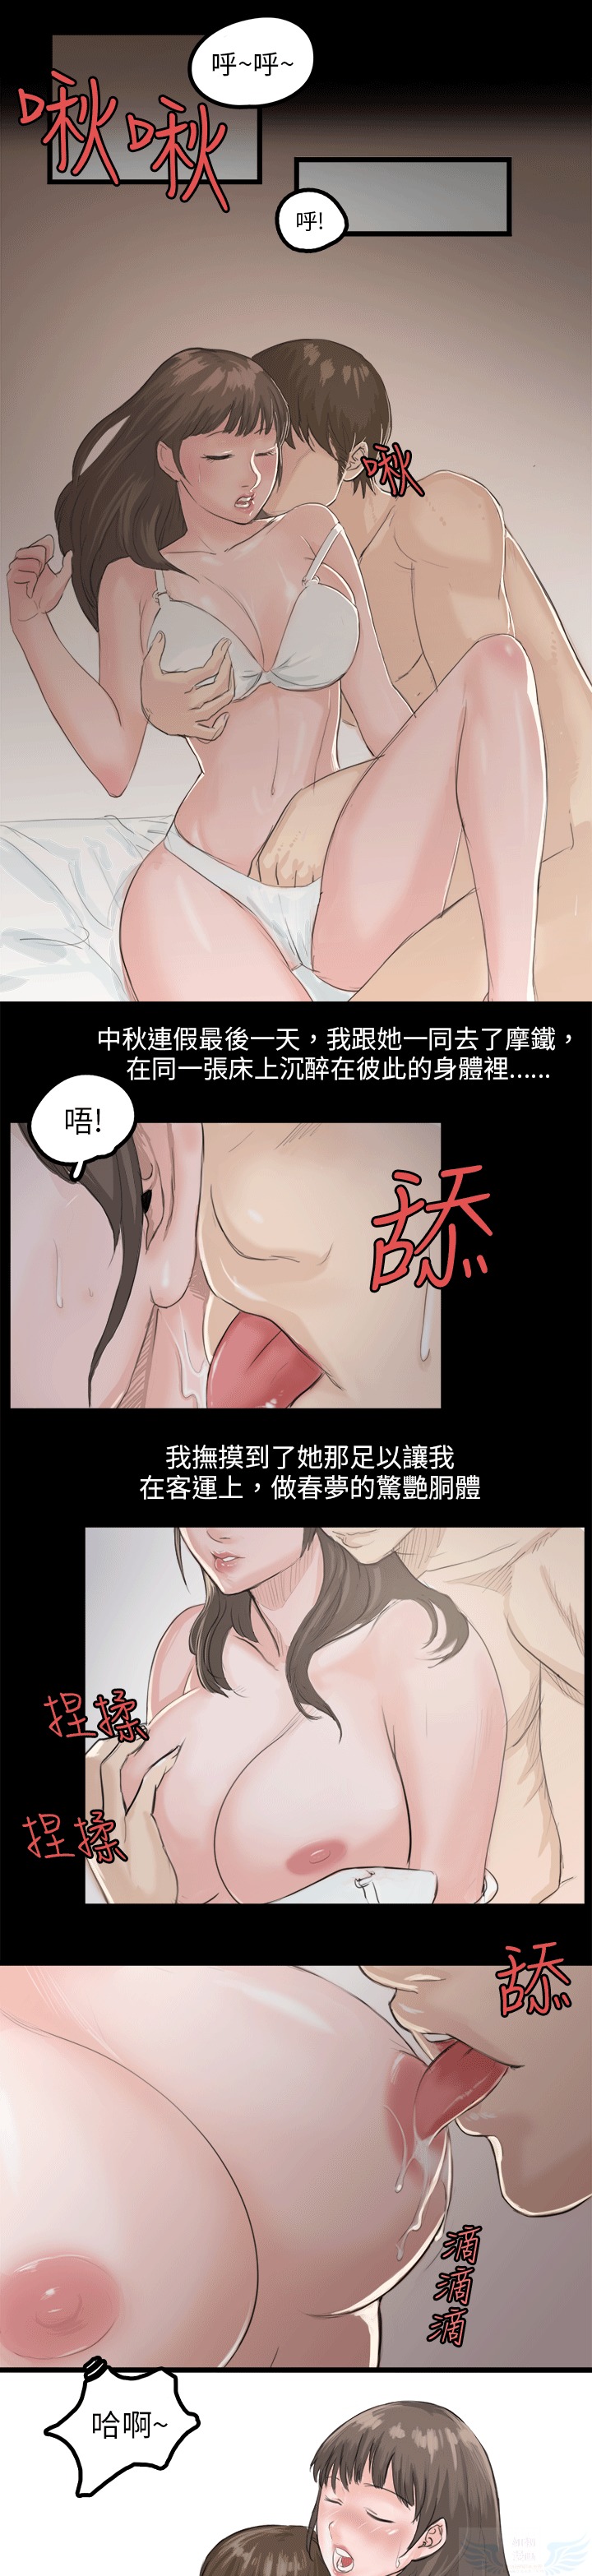 呼~呼~
啾啾
呼!
啾
中秋連假最後一天，我跟她一同去了摩鐵，
在同一張床上沉醉在彼此的身體裡……
唔!
舔
我撫摸到了她那足以讓我
在客運上，做春夢的驚艷胴體
捏揉
捏揉
舔
滴
滴
滴
哈啊~